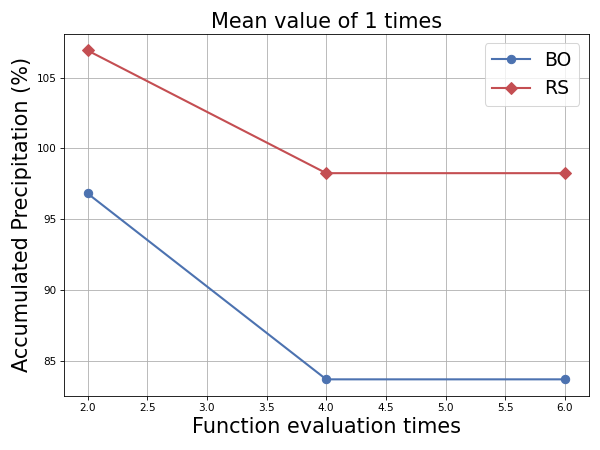 Mean value of 1 times
BO
RS
Accumulated Precipitation (%)
105
100
95
90
85
2.0 2.5 3.0 3.5 4.0 4.5 5.0 5.5 6.0
Function evaluation times